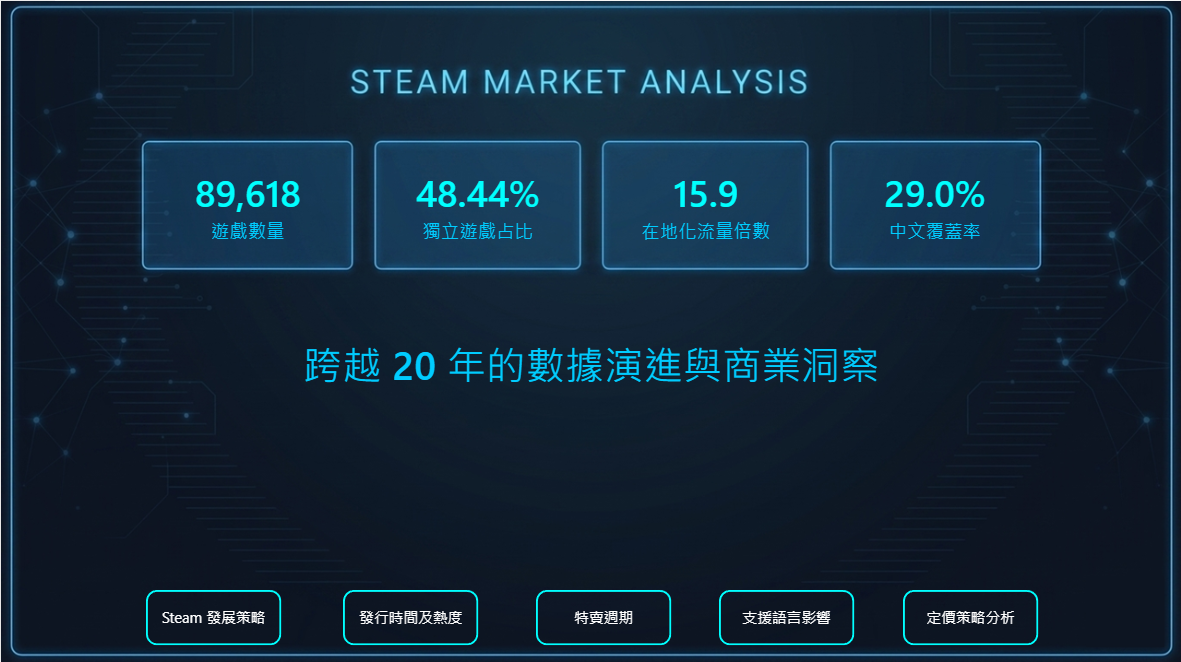 STEAM MARKET ANALYSIS
89,618
遊戲數量
48.44%
獨立遊戲占比
15.9
在地化流量倍數
29.0%
中文覆蓋率
跨越 20 年的數據演進與商業洞察
Steam 發展策略
發行時間及熱度
特賣週期
支援語言影響
定價策略分析